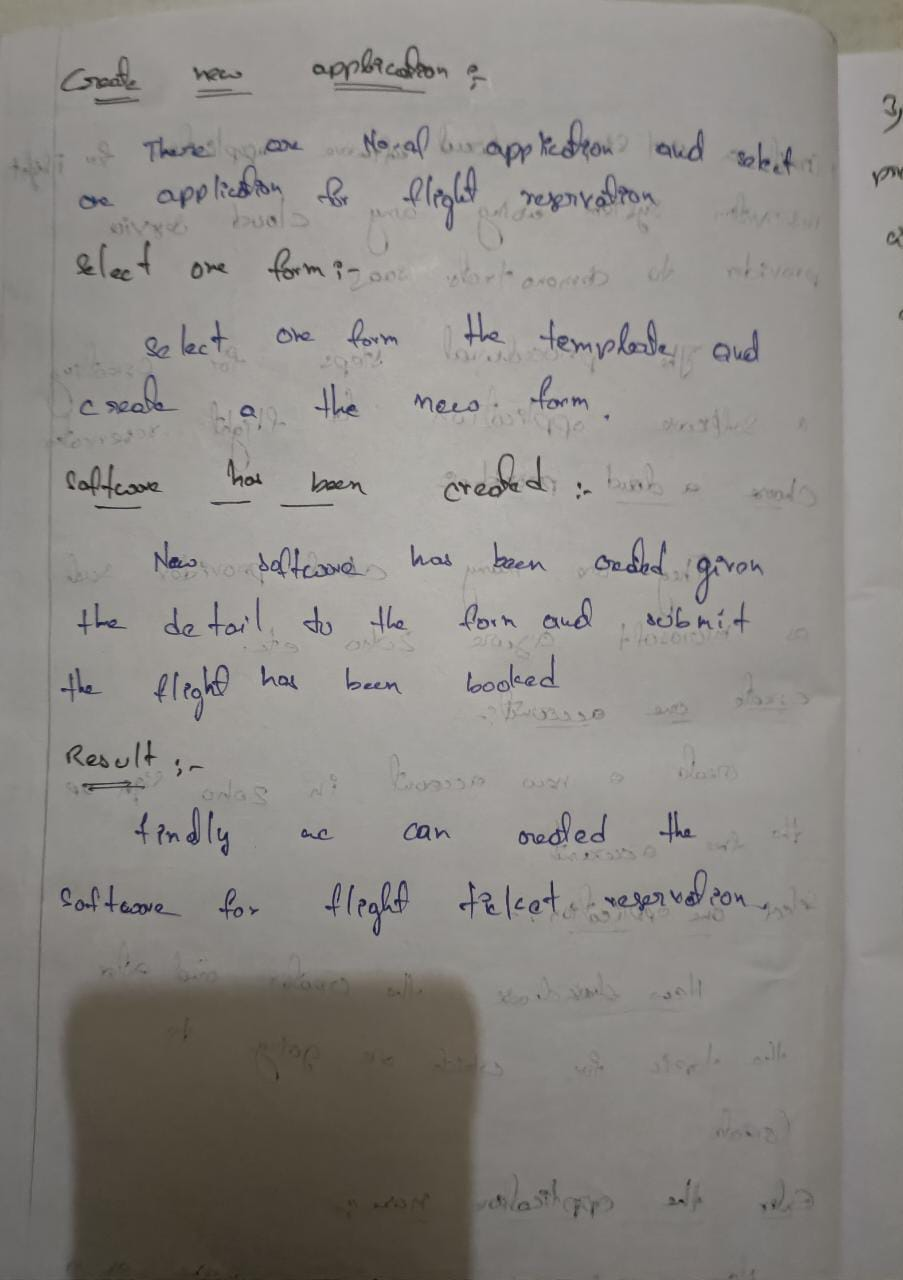 Create new application :-
There are No.of application and select
one application for flight reservation
Select one form :-
Select one form the template and
create a the new form.
Software has been created :-
New software has been created given
the detail to the form and submit
the flight has been booked
Result :-
finally we can created the
Software for flight ticket reservation.
3,